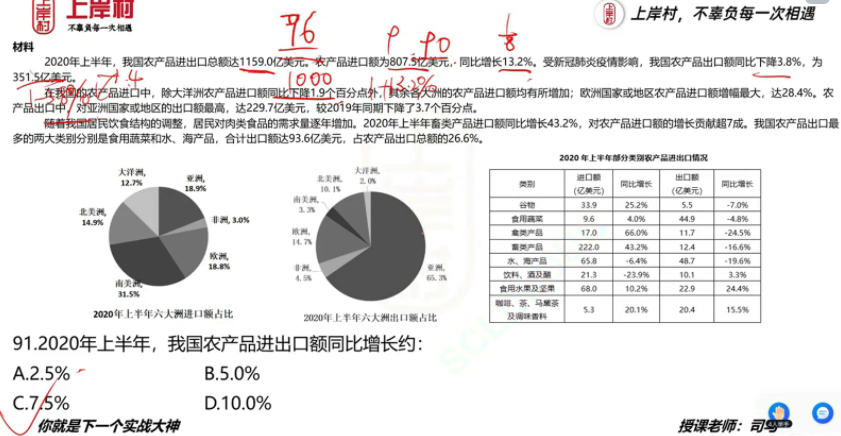 上岸村
不辜负每一次相遇
上岸村，不辜负每一次相遇
96
1000
材料
2020年上半年，我国农产品进出口总额达1159.0亿美元。农产品进口额为807.5亿美元，同比增长13.2%。受新冠肺炎疫情影响，我国农产品出口额同比下降3.8%，为
351.5亿美元。
在我国的农产品进口中，除大洋洲农产品进口额同比下降1.9个百分点外，其余各大洲的农产品进口额均有所增加；欧洲国家或地区农产品进口额增幅最大，达28.4%。农
产品出口中，对亚洲国家或地区的出口额最高，达229.7亿美元，较2019年同期下降了3.7个百分点。
随着我国居民饮食结构的调整，居民对肉类食品的需求量逐年增加。2020年上半年畜类产品进口额同比增长43.2%，对农产品进口额的增长贡献超7成。我国农产品出口最
多的两大类别分别是食用蔬菜和水、海产品，合计出口额达93.6亿美元，占农产品出口总额的26.6%。
大洋洲,
12.7%
亚洲,
18.9%
非洲, 3.0%
欧洲,
18.8%
南美洲,
31.5%
北美洲,
14.9%
2020年上半年六大洲进口额占比
大洋洲,
2.0%
北美洲,
10.1%
南美洲,
3.3%
欧洲,
14.7%
非洲,
4.5%
亚洲,
65.3%
2020年上半年六大洲出口额占比
2020 年上半年部分类别农产品进出口情况
类别 进口额（亿美元） 同比增长 出口额（亿美元） 同比增长
谷物 33.9 25.2% 5.5 -7.0%
食用蔬菜 9.6 4.0% 44.9 -4.8%
禽类产品 17.0 66.0% 11.7 -24.5%
畜类产品 222.0 43.2% 12.4 -16.6%
水、海产品 65.8 -6.4% 48.7 -19.6%
饮料、酒及醋 21.3 -23.9% 10.1 3.3%
食用水果及坚果 68.0 10.2% 22.9 24.4%
咖啡、茶、马黛茶及调味香料 5.3 20.1% 20.4 15.5%
91.2020年上半年，我国农产品进出口额同比增长约：
A.2.5% B.5.0%
C.7.5% D.10.0%
你就是下一个实战大神
授课老师：司马